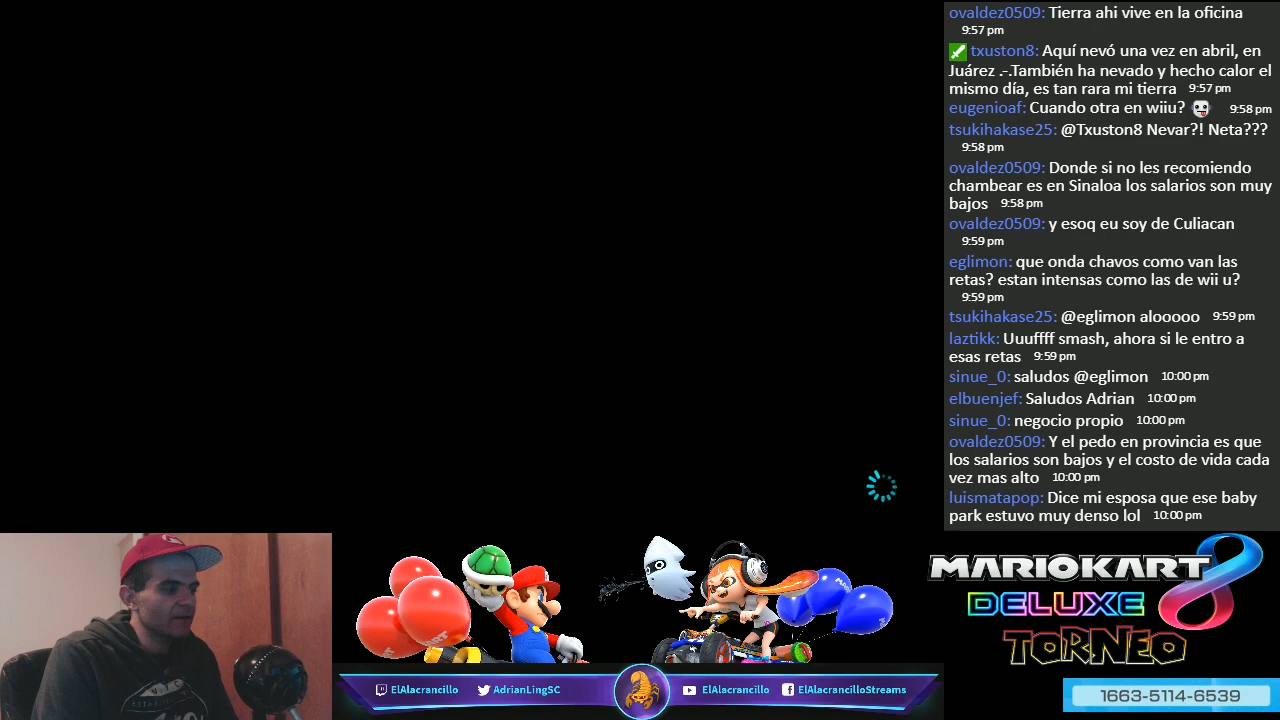 ovaldez0509: Tierra ahi vive en la oficina
9:57 pm
txuston8: Aquí nevó una vez en abril, en
Juárez .-.También ha nevado y hecho calor el
mismo día, es tan rara mi tierra 9:57 pm
eugenioaf: Cuando otra en wiiu? 9:58 pm
tsukihakase25: @Txuston8 Nevar?! Neta???
9:58 pm
ovaldez0509: Donde si no les recomiendo
chambear es en Sinaloa los salarios son muy
bajos 9:58 pm
ovaldez0509: y esoq eu soy de Culiacan
9:59 pm
eglimon: que onda chavos como van las
retas? estan intensas como las de wii u?
9:59 pm
tsukihakase25: @eglimon alooooo 9:59 pm
laztikk: Uuuffff smash, ahora si le entro a
esas retas 9:59 pm
sinue_0: saludos @eglimon 10:00 pm
elbuenjef: Saludos Adrian 10:00 pm
sinue_0: negocio propio 10:00 pm
ovaldez0509: Y el pedo en provincia es que
los salarios son bajos y el costo de vida cada
vez mas alto 10:00 pm
luismatapop: Dice mi esposa que ese baby
park estuvo muy denso lol 10:00 pm
MARIOKART 8
DELUXE
TORNEO
ElAlacrancillo AdrianLingSC ElAlacrancillo ElAlacrancilloStreams
1663-5114-6539